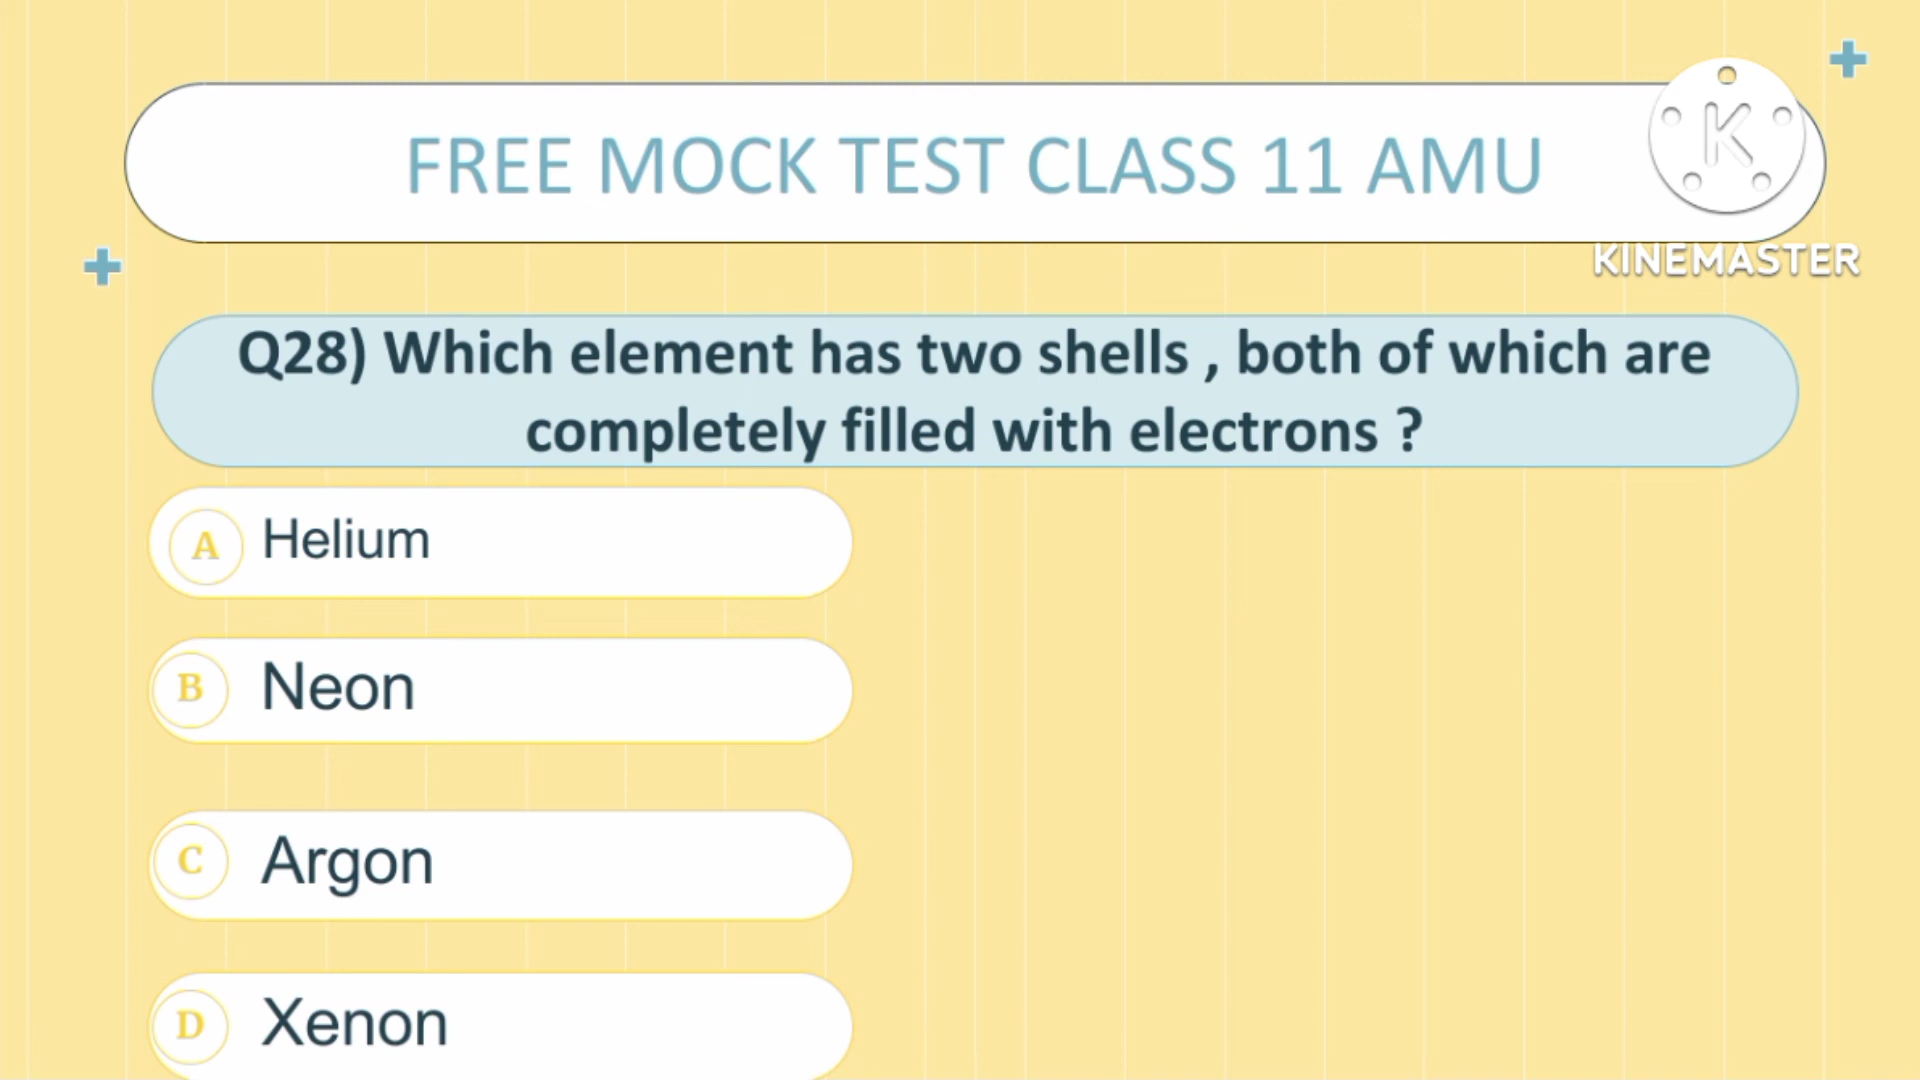 FREE MOCK TEST CLASS 11 AMU
K
KINEMASTER
Q28) Which element has two shells , both of which are
completely filled with electrons ?
A Helium
B Neon
C Argon
D Xenon